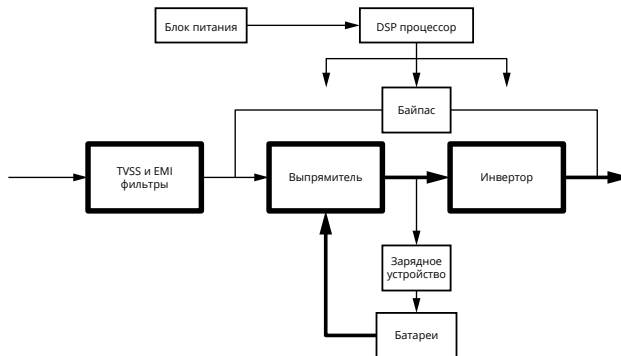 Блок питания
DSP процессор
Байпас
TVSS и EMI
фильтры
Выпрямитель
Инвертор
Зарядное
устройство
Батареи